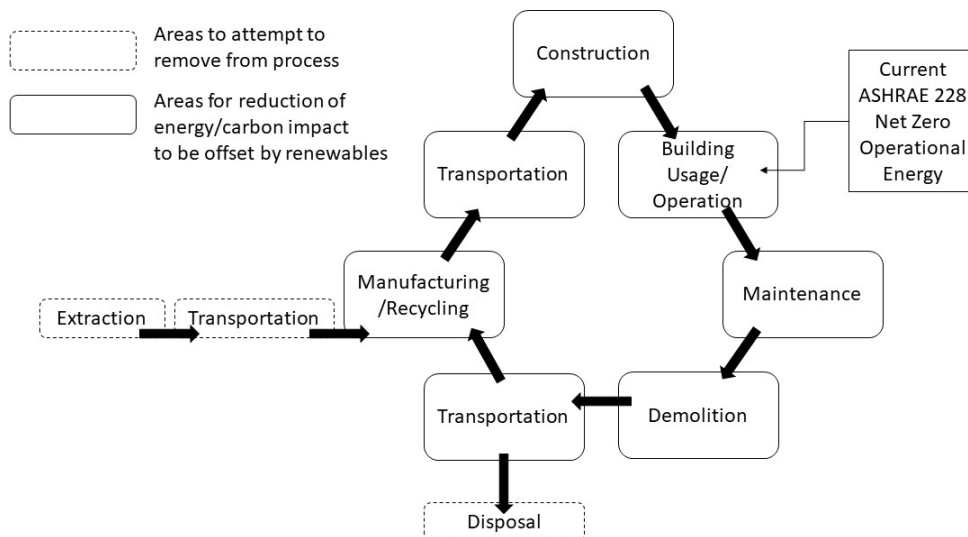 Areas to attempt to
remove from process
Areas for reduction of
energy/carbon impact
to be offset by renewables
Construction
Current
ASHRAE 228
Net Zero
Operational
Energy
Building
Usage/
Operation
Transportation
Manufacturing
/Recycling
Maintenance
Extraction
Transportation
Transportation
Demolition
Disposal